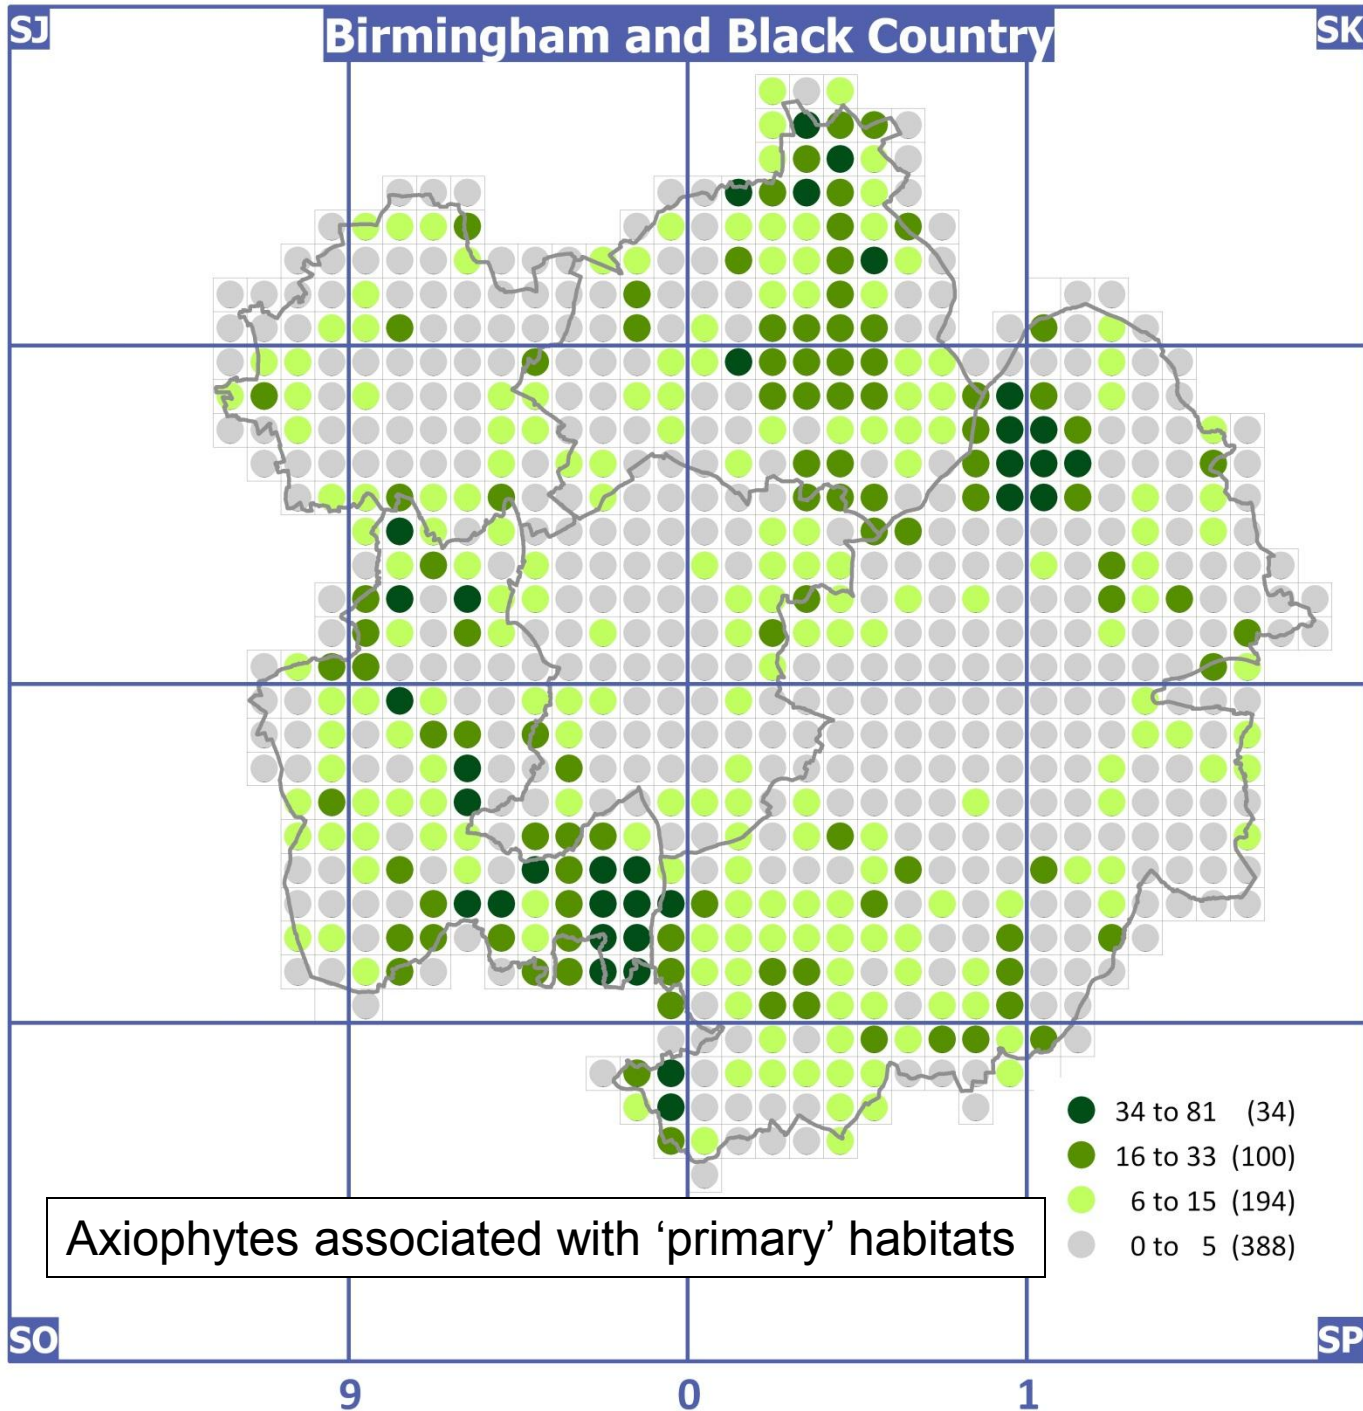 SJ
Birmingham and Black Country
SK
34 to 81 (34)
16 to 33 (100)
6 to 15 (194)
0 to 5 (388)
Axiophytes associated with ‘primary’ habitats
SO
SP
9
0
1